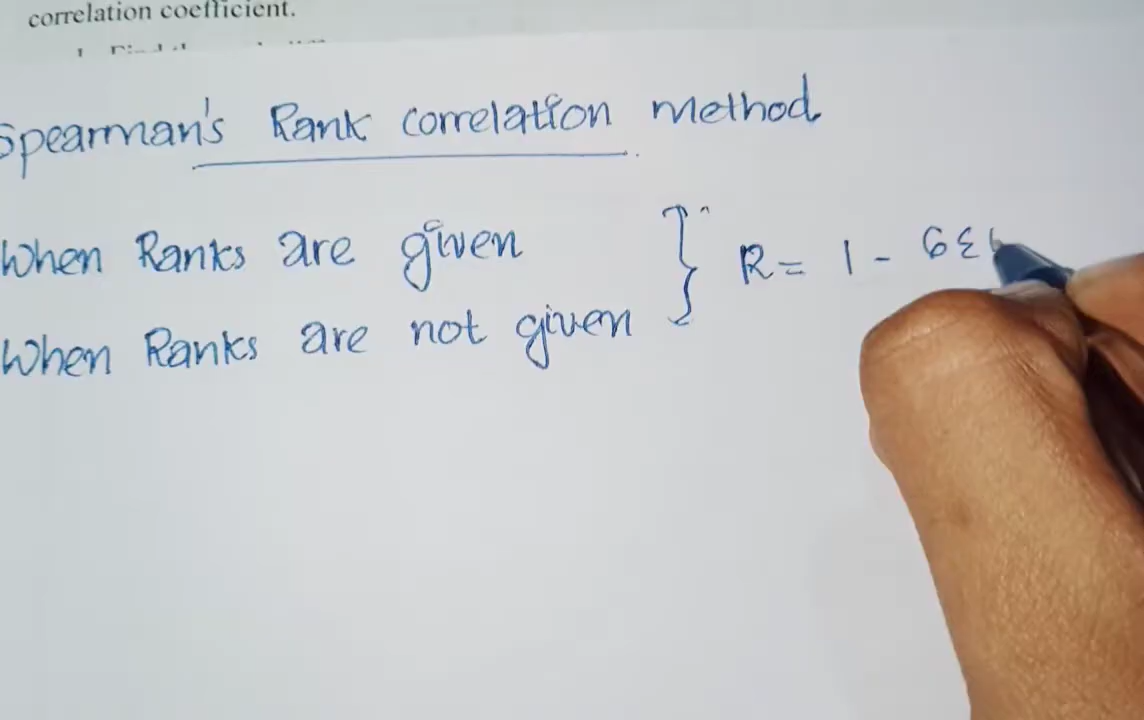 correlation coefficient.
Spearman's Rank correlation method
When Ranks are given
When Ranks are not given
} R = 1 - 6Σ